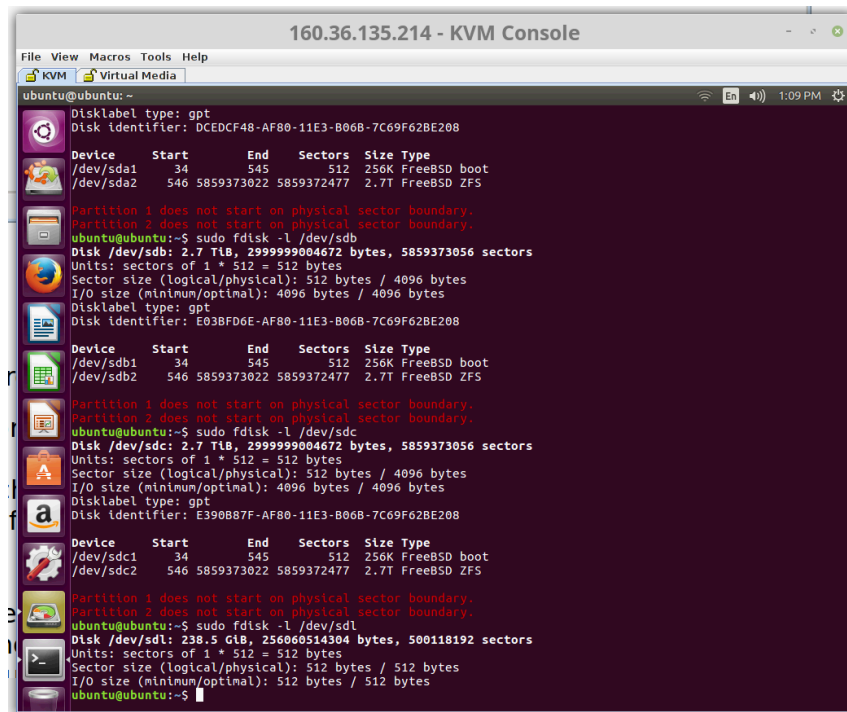 160.36.135.214 - KVM Console
File View Macros Tools Help
KVM Virtual Media
ubuntu@ubuntu: ~ En 1:09 PM
Disklabel type: gpt
Disk identifier: DCEDCF48-AF80-11E3-B06B-7C69F62BE208
Device Start End Sectors Size Type
/dev/sda1 34 545 512 256K FreeBSD boot
/dev/sda2 546 5859373022 5859372477 2.7T FreeBSD ZFS
Partition 1 does not start on physical sector boundary.
Partition 2 does not start on physical sector boundary.
ubuntu@ubuntu:~$ sudo fdisk -l /dev/sdb
Disk /dev/sdb: 2.7 TiB, 2999999004672 bytes, 5859373056 sectors
Units: sectors of 1 * 512 = 512 bytes
Sector size (logical/physical): 512 bytes / 4096 bytes
I/O size (minimum/optimal): 4096 bytes / 4096 bytes
Disklabel type: gpt
Disk identifier: E03BFD6E-AF80-11E3-B06B-7C69F62BE208
Device Start End Sectors Size Type
/dev/sdb1 34 545 512 256K FreeBSD boot
/dev/sdb2 546 5859373022 5859372477 2.7T FreeBSD ZFS
Partition 1 does not start on physical sector boundary.
Partition 2 does not start on physical sector boundary.
ubuntu@ubuntu:~$ sudo fdisk -l /dev/sdc
Disk /dev/sdc: 2.7 TiB, 2999999004672 bytes, 5859373056 sectors
Units: sectors of 1 * 512 = 512 bytes
Sector size (logical/physical): 512 bytes / 4096 bytes
I/O size (minimum/optimal): 4096 bytes / 4096 bytes
Disklabel type: gpt
Disk identifier: E390B87F-AF80-11E3-B06B-7C69F62BE208
Device Start End Sectors Size Type
/dev/sdc1 34 545 512 256K FreeBSD boot
/dev/sdc2 546 5859373022 5859372477 2.7T FreeBSD ZFS
Partition 1 does not start on physical sector boundary.
Partition 2 does not start on physical sector boundary.
ubuntu@ubuntu:~$ sudo fdisk -l /dev/sdl
Disk /dev/sdl: 238.5 GiB, 256060514304 bytes, 500118192 sectors
Units: sectors of 1 * 512 = 512 bytes
Sector size (logical/physical): 512 bytes / 512 bytes
I/O size (minimum/optimal): 512 bytes / 512 bytes
ubuntu@ubuntu:~$